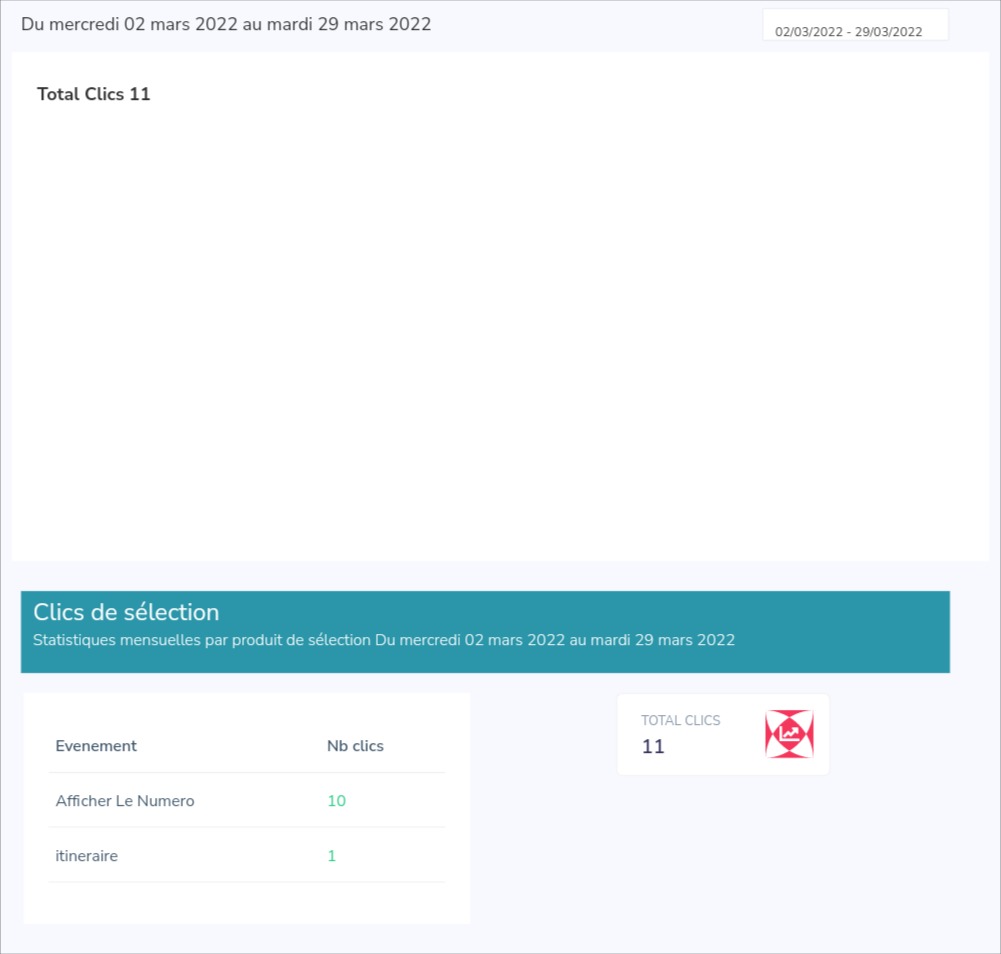 Du mercredi 02 mars 2022 au mardi 29 mars 2022
02/03/2022 - 29/03/2022
Total Clics 11
Clics de sélection
Statistiques mensuelles par produit de sélection Du mercredi 02 mars 2022 au mardi 29 mars 2022
Evenement Nb clics
Afficher Le Numero 10
itineraire 1
TOTAL CLICS
11